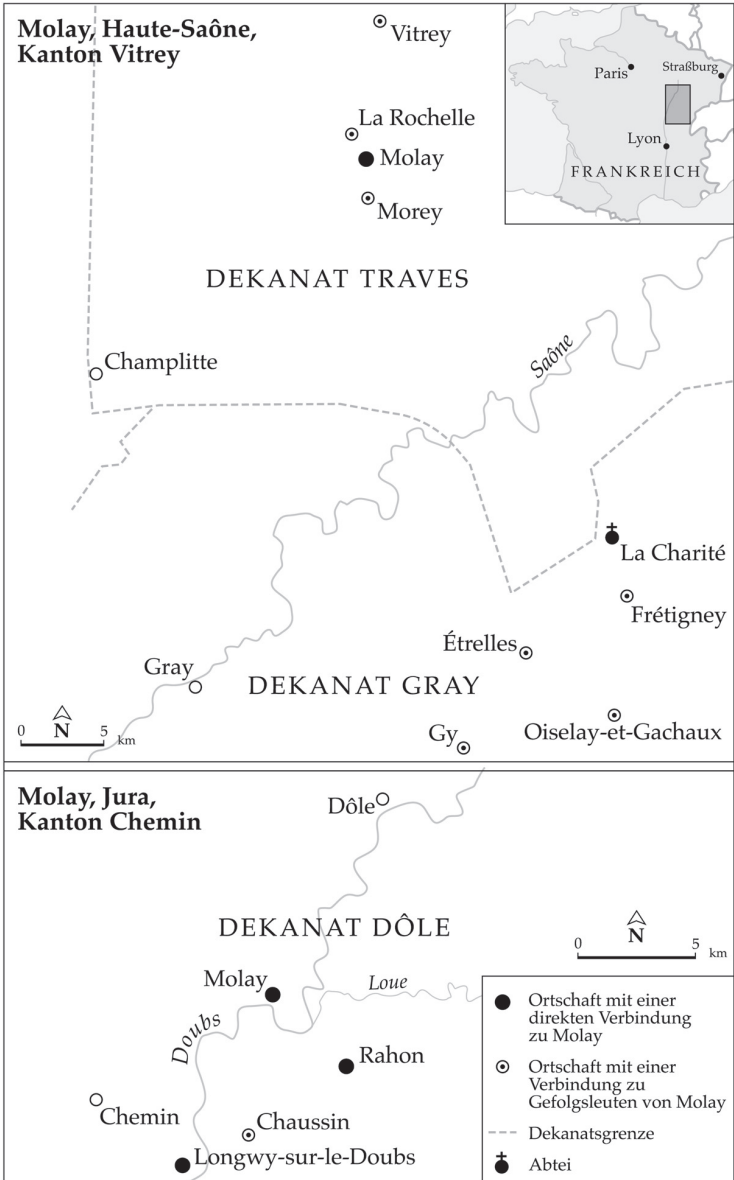 Molay, Haute-Saône,
Kanton Vitrey
Vitrey
Paris
Straßburg
Lyon
FRANKREICH
La Rochelle
Molay
Morey
DEKANAT TRAVES
Champlitte
Saône
La Charité
Frétigney
Étrelles
Gray
DEKANAT GRAY
Oiselay-et-Gachaux
Gy
N
0 5
km
Molay, Jura,
Kanton Chemin
Dôle
DEKANAT DÔLE
N
0 5
km
Molay
Loue
Doubs
Rahon
Chemin
Chaussin
Longwy-sur-le-Doubs
Ortschaft mit einer
direkten Verbindung
zu Molay
Ortschaft mit einer
Verbindung zu
Gefolgsleuten von Molay
Dekanatsgrenze
Abtei